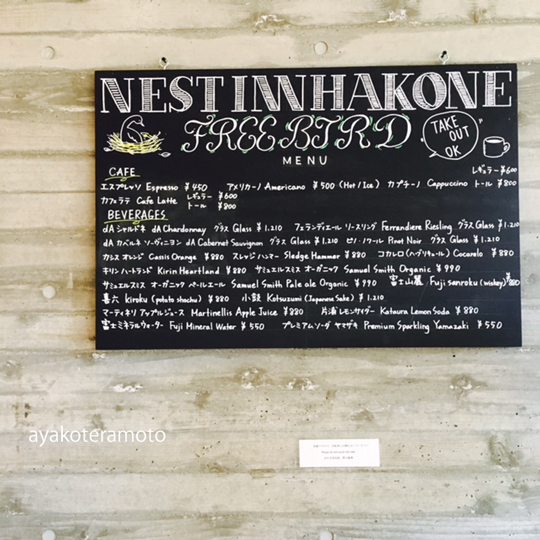 NEST INN HAKONE
FREEBIRD
TAKE
OUT
OK
MENU
CAFE
レギュラー ¥600
エスプレッソ Espresso ¥450 アメリカーノ Americano ¥500 (Hot/Ice) カプチーノ Cappuccino トール ¥800
カフェラテ Cafe Latte レギュラー ¥600
トール ¥800
BEVERAGES
dA シャルドネ dA Chardonnay グラス Glass ¥1.210 フェランディエール リースリング Ferrandiere Riesling グラス Glass ¥1.210
dA カベルネ ソーヴィニヨン dA Cabernet Sauvignon グラス Glass ¥1.210 ピノ・ノワール Pinot Noir グラス Glass ¥1.210
カシス オレンジ Cassis Orange ¥880 スレッジ ハンマー Sledge Hammer ¥880 コカレロ (ハーブリキュール) Cocarelo ¥880
キリン ハートランド Kirin Heartland ¥880 サミュエルスミス オーガニック Samuel Smith Organic ¥990
サミュエルスミス オーガニック ペールエール Samuel Smith Pale ale Organic ¥990 富士山麓 Fuji sanroku (wiskey) ¥880
喜六 kiroku (potato shochu) ¥880 小鼓 Kotsuzumi (Japanese Sake) ¥1.210
マーティネリ アップルジュース Martinellis Apple Juice ¥880 片浦レモンサイダー Kataura Lemon Soda ¥880
富士ミネラルウォーター Fuji Mineral Water ¥550 プレミアムソーダ ヤマザキ Premium Sparkling Yamazaki ¥550
ayakoteramoto